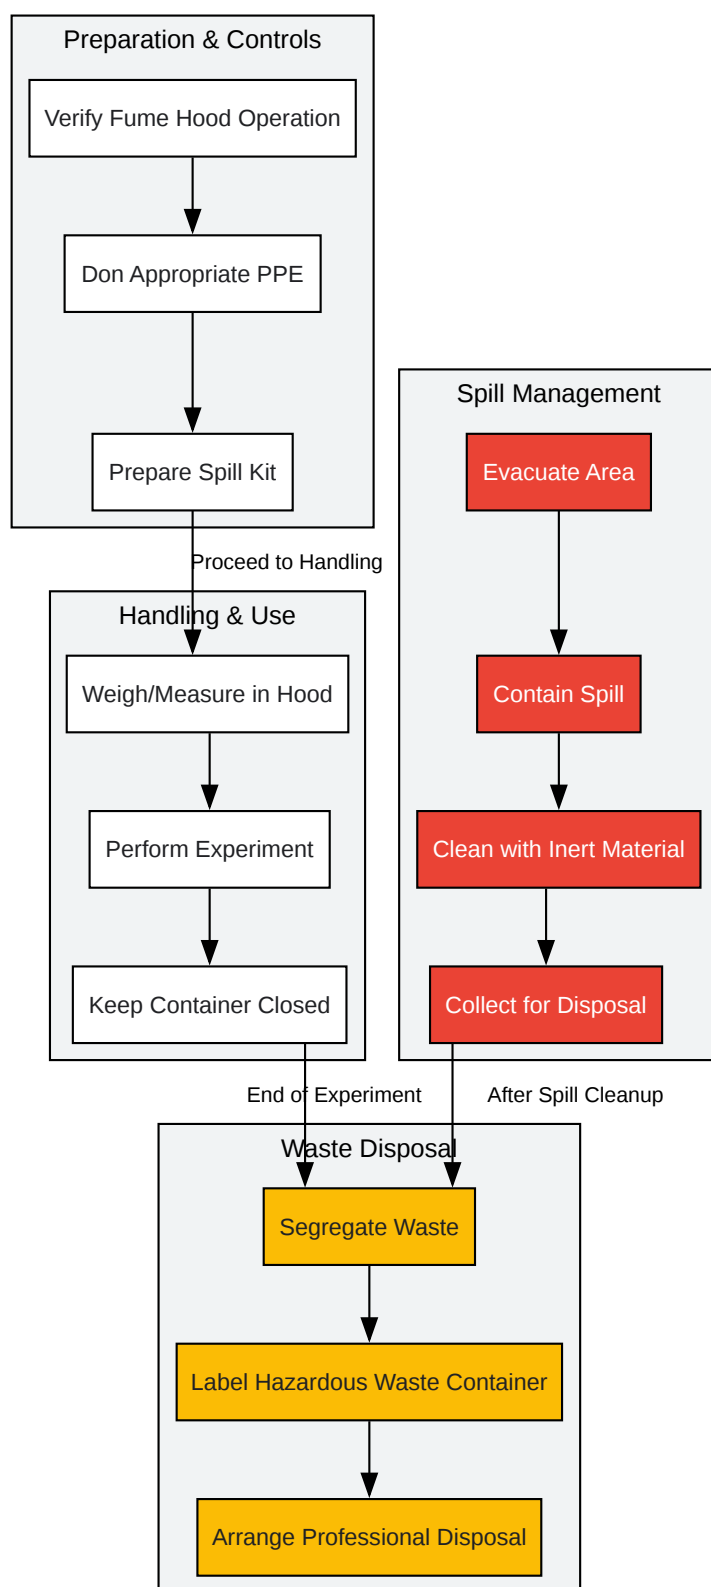 Preparation & Controls
Verify Fume Hood Operation
Don Appropriate PPE
Prepare Spill Kit
Proceed to Handling
Handling & Use
Weigh/Measure in Hood
Perform Experiment
Keep Container Closed
End of Experiment
Spill Management
Evacuate Area
Contain Spill
Clean with Inert Material
Collect for Disposal
After Spill Cleanup
Waste Disposal
Segregate Waste
Label Hazardous Waste Container
Arrange Professional Disposal